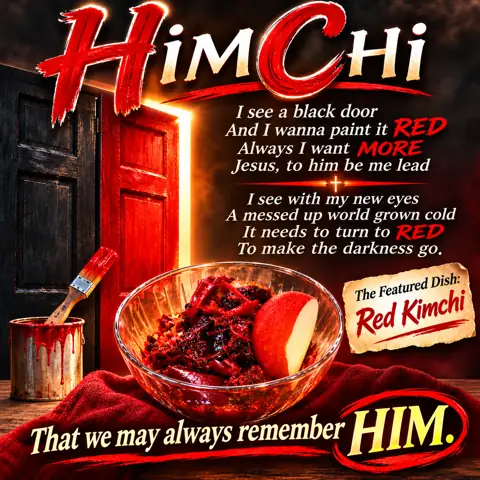 HIMCHI
I see a black door
And I wanna paint it RED
Always I want MORE
Jesus, to him be me lead
I see with my new eyes
A messed up world grown cold
It needs to turn to RED
To make the darkness go.
The Featured Dish:
Red Kimchi
That we may always remember HIM.